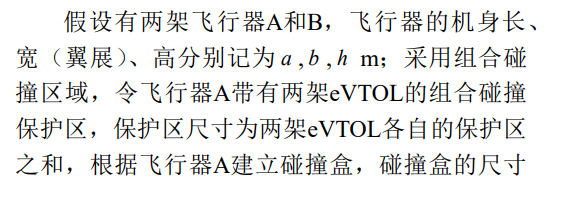 假设有两架飞行器A和B，飞行器的机身长、
宽（翼展）、高分别记为 a , b , h m；采用组合碰
撞区域，令飞行器A带有两架eVTOL的组合碰撞
保护区，保护区尺寸为两架eVTOL各自的保护区
之和，根据飞行器A建立碰撞盒，碰撞盒的尺寸